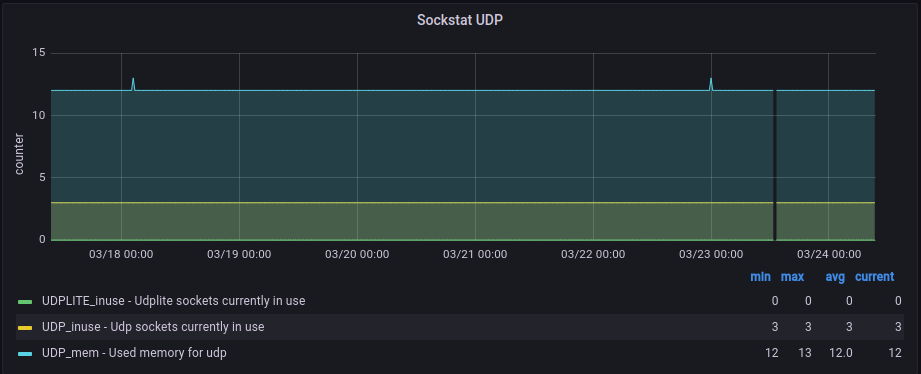 Sockstat UDP
15
10
5
0
counter
03/18 00:00 03/19 00:00 03/20 00:00 03/21 00:00 03/22 00:00 03/23 00:00 03/24 00:00
min max avg current
UDPLITE_inuse - Udplite sockets currently in use 0 0 0 0
UDP_inuse - Udp sockets currently in use 3 3 3 3
UDP_mem - Used memory for udp 12 13 12.0 12